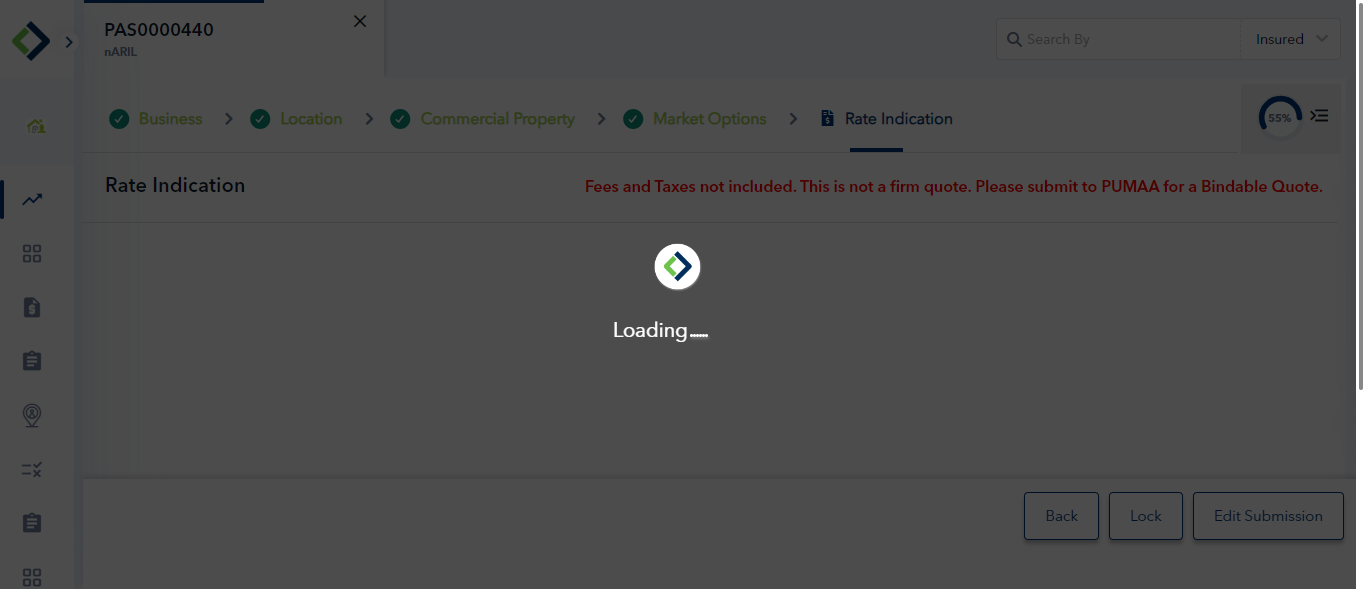 PAS0000440
nARIL
Search By
Insured
Business
Location
Commercial Property
Market Options
Rate Indication
55%
Rate Indication
Fees and Taxes not included. This is not a firm quote. Please submit to PUMAA for a Bindable Quote.
Loading......
Back
Lock
Edit Submission